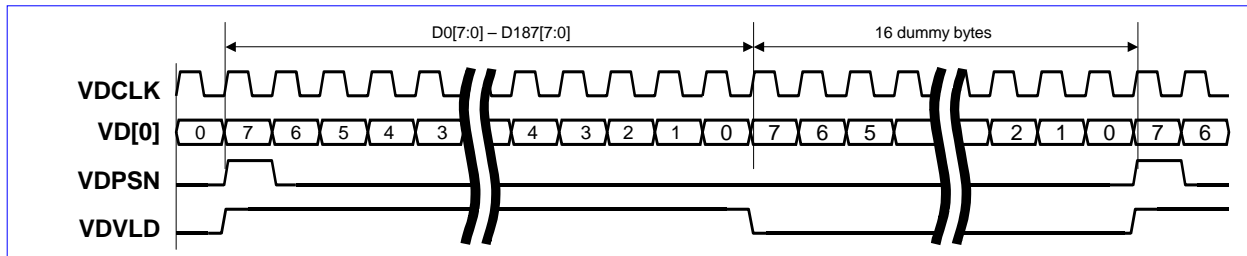 D0[7:0] – D187[7:0] 16 dummy bytes
VDCLK
VD[0] 0 7 6 5 4 3 4 3 2 1 0 7 6 5 2 1 0 7 6
VDPSN
VDVLD